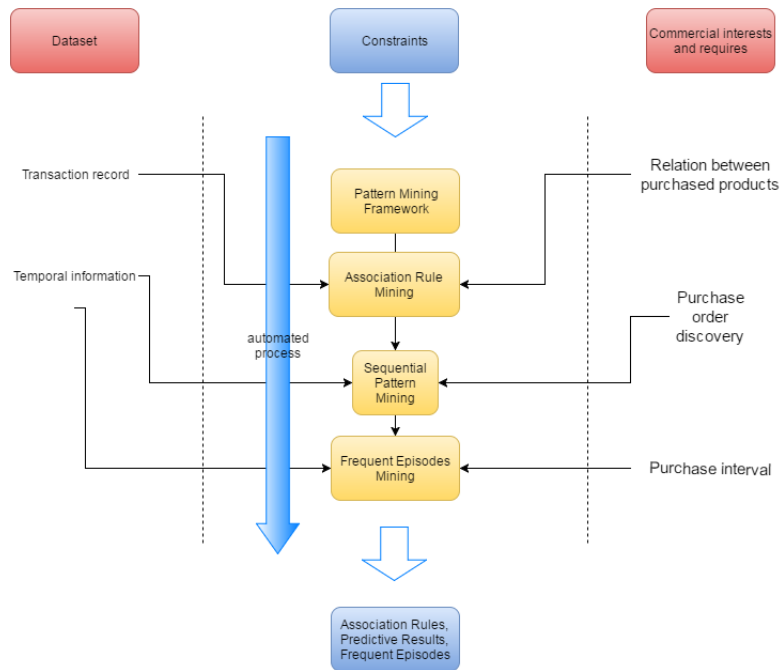 Dataset
Constraints
Commercial interests
and requires
Transaction record
Pattern Mining
Framework
Relation between
purchased products
Association Rule
Mining
Temporal information
Purchase
order
discovery
automated
process
Sequential
Pattern
Mining
Frequent Episodes
Mining
Purchase interval
Association Rules,
Predictive Results,
Frequent Episodes